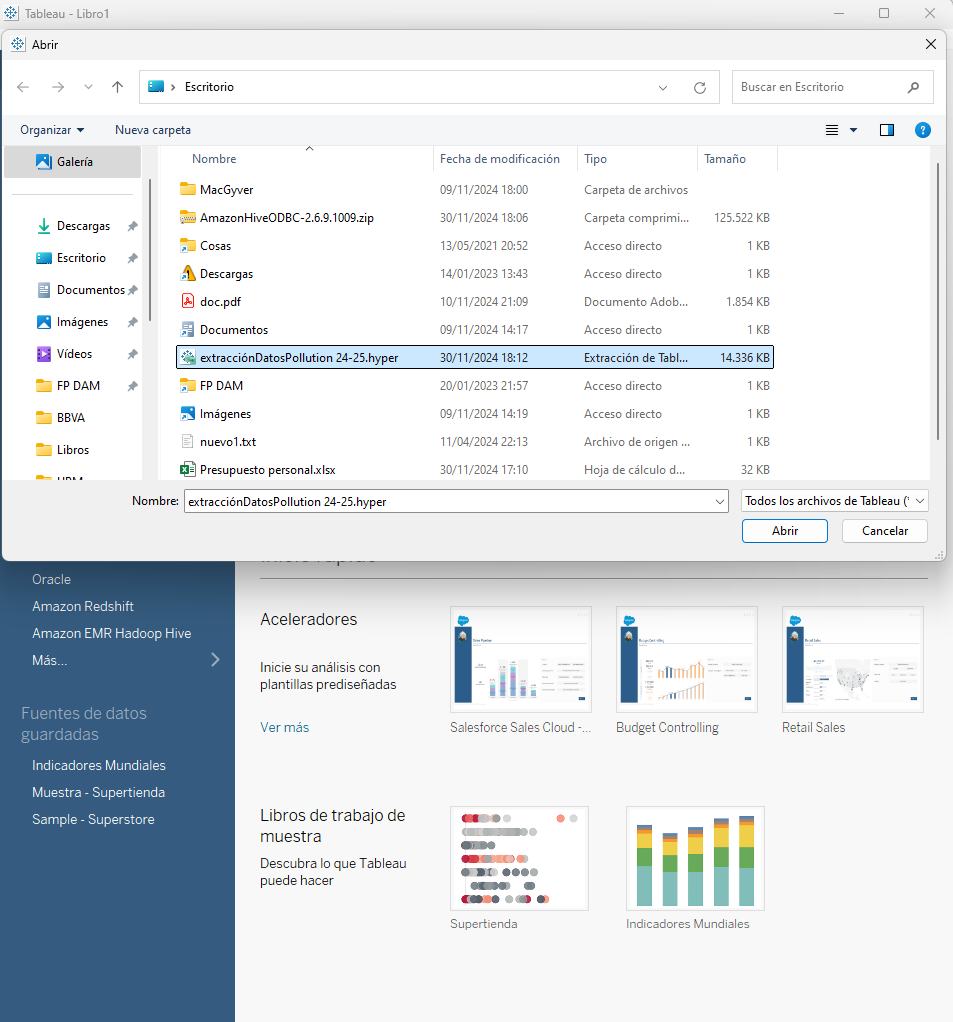 Tableau - Libro1
Abrir
Escritorio
Buscar en Escritorio
Organizar
Nueva carpeta
Galería
Descargas
Escritorio
Documentos
Imágenes
Vídeos
FP DAM
BBVA
Libros
Nombre Fecha de modificación Tipo Tamaño
MacGyver 09/11/2024 18:00 Carpeta de archivos
AmazonHiveODBC-2.6.9.1009.zip 30/11/2024 18:06 Carpeta comprimi... 125.522 KB
Cosas 13/05/2021 20:52 Acceso directo 1 KB
Descargas 14/01/2023 13:43 Acceso directo 1 KB
doc.pdf 10/11/2024 21:09 Documento Adob... 1.854 KB
Documentos 09/11/2024 14:17 Acceso directo 1 KB
extracciónDatosPollution 24-25.hyper 30/11/2024 18:12 Extracción de Tabl... 14.336 KB
FP DAM 20/01/2023 21:57 Acceso directo 1 KB
Imágenes 09/11/2024 14:19 Acceso directo 1 KB
nuevo1.txt 11/04/2024 22:13 Archivo de origen ... 1 KB
Presupuesto personal.xlsx 30/11/2024 17:10 Hoja de cálculo d... 32 KB
Nombre: extracciónDatosPollution 24-25.hyper
Todos los archivos de Tableau (*
Abrir
Cancelar
Oracle
Amazon Redshift
Amazon EMR Hadoop Hive
Más...
Fuentes de datos
guardadas
Indicadores Mundiales
Muestra - Supertienda
Sample - Superstore
Aceleradores
Inicie su análisis con
plantillas prediseñadas
Ver más
Salesforce Sales Cloud -...
Budget Controlling
Retail Sales
Libros de trabajo de
muestra
Descubra lo que Tableau
puede hacer
Supertienda
Indicadores Mundiales